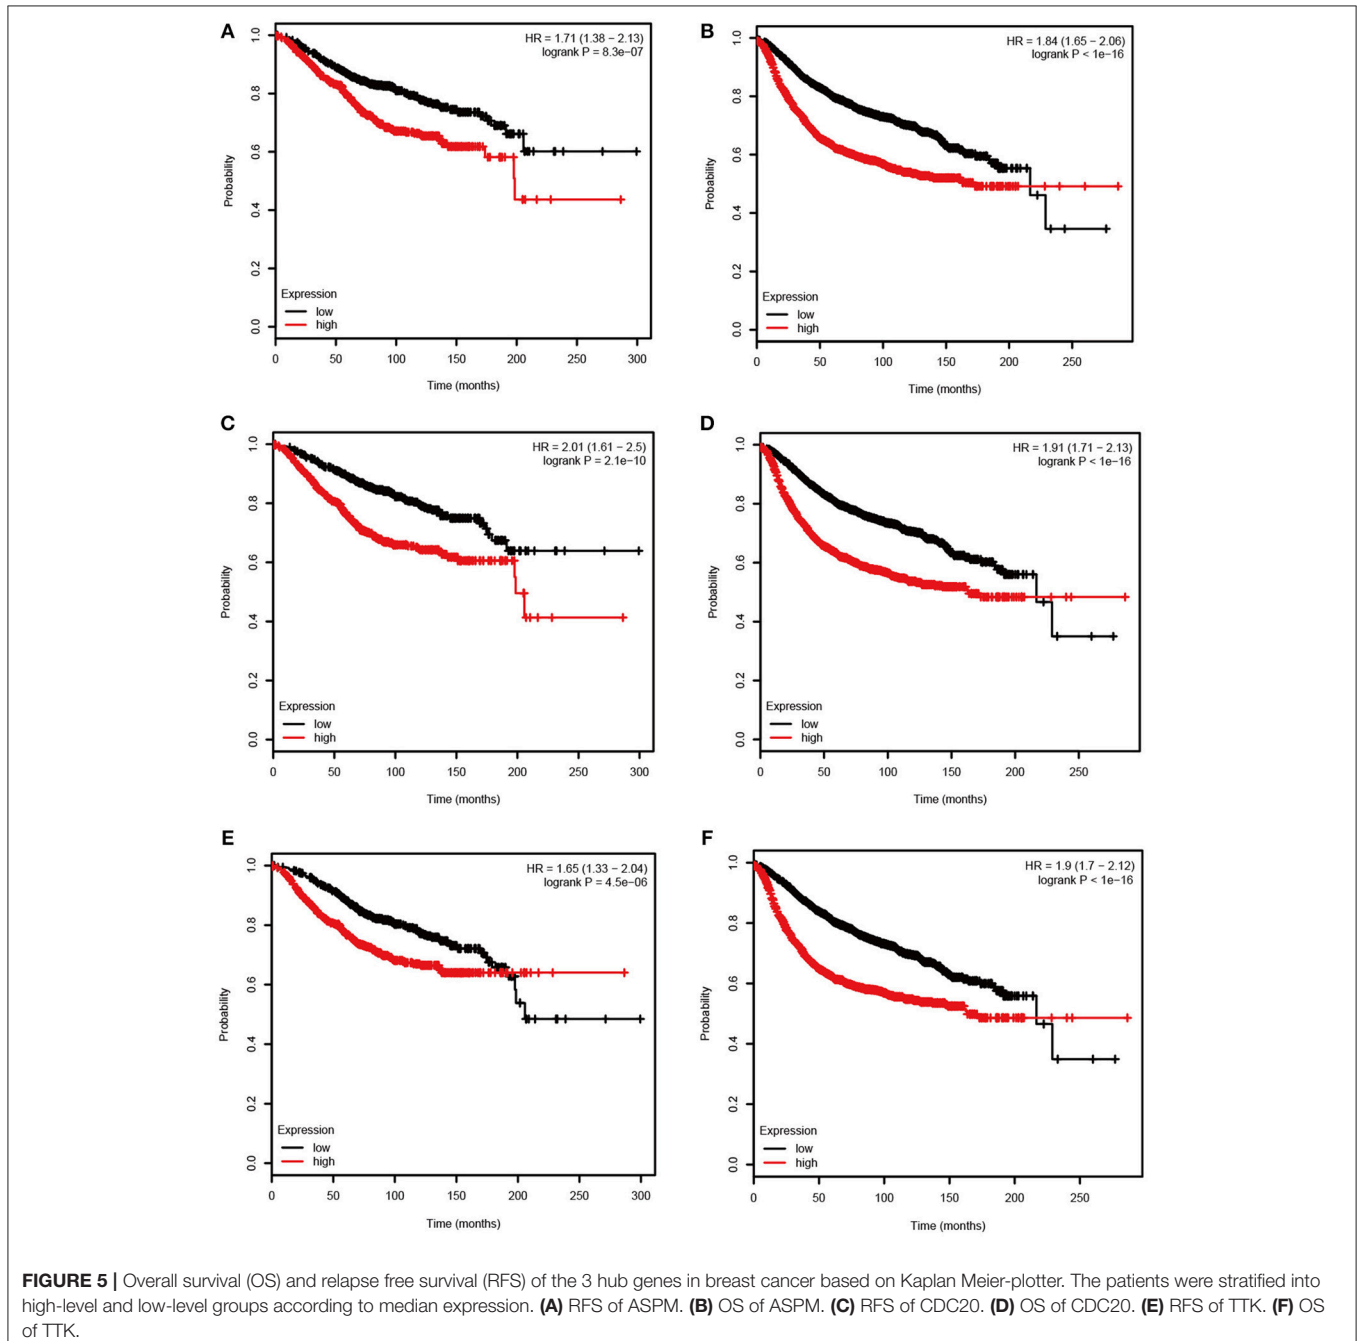 A
HR = 1.71 (1.38 − 2.13)
logrank P = 8.3e−07
Probability
1.0
0.8
0.6
0.4
0.2
0.0
Expression
low
high
0 50 100 150 200 250 300
Time (months)
B
HR = 1.84 (1.65 − 2.06)
logrank P < 1e−16
Probability
1.0
0.8
0.6
0.4
0.2
0.0
Expression
low
high
0 50 100 150 200 250
Time (months)
C
HR = 2.01 (1.61 − 2.5)
logrank P = 2.1e−10
Probability
1.0
0.8
0.6
0.4
0.2
0.0
Expression
low
high
0 50 100 150 200 250 300
Time (months)
D
HR = 1.91 (1.71 − 2.13)
logrank P < 1e−16
Probability
1.0
0.8
0.6
0.4
0.2
0.0
Expression
low
high
0 50 100 150 200 250
Time (months)
E
HR = 1.65 (1.33 − 2.04)
logrank P = 4.5e−06
Probability
1.0
0.8
0.6
0.4
0.2
0.0
Expression
low
high
0 50 100 150 200 250 300
Time (months)
F
HR = 1.9 (1.7 − 2.12)
logrank P < 1e−16
Probability
1.0
0.8
0.6
0.4
0.2
0.0
Expression
low
high
0 50 100 150 200 250
Time (months)
FIGURE 5 | Overall survival (OS) and relapse free survival (RFS) of the 3 hub genes in breast cancer based on Kaplan Meier-plotter. The patients were stratified into
high-level and low-level groups according to median expression. (A) RFS of ASPM. (B) OS of ASPM. (C) RFS of CDC20. (D) OS of CDC20. (E) RFS of TTK. (F) OS
of TTK.